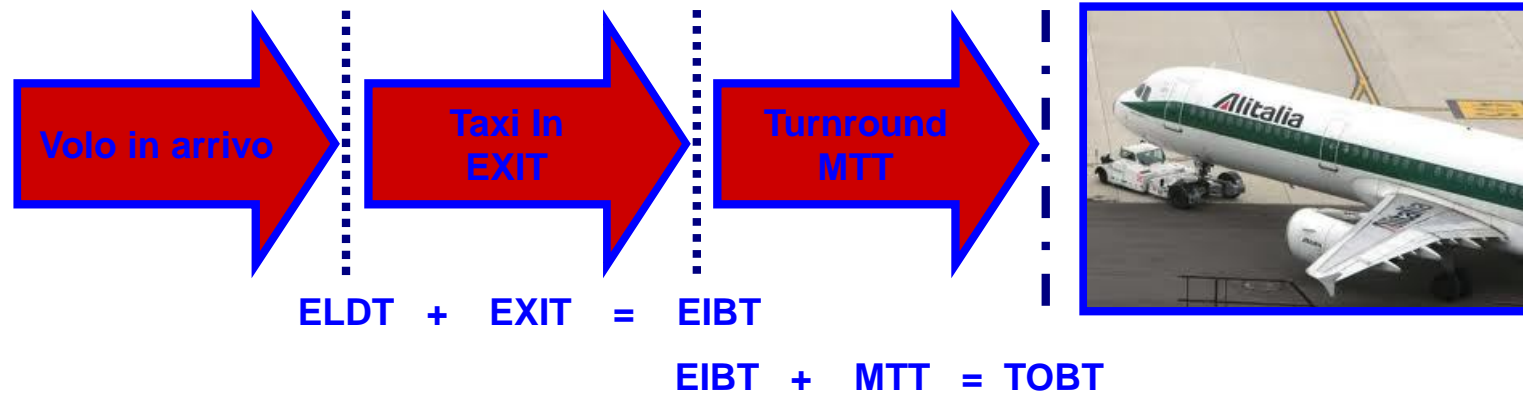 Volo in arrivo
Taxi In
EXIT
Turnround
MTT
Alitalia
ELDT + EXIT = EIBT
EIBT + MTT = TOBT